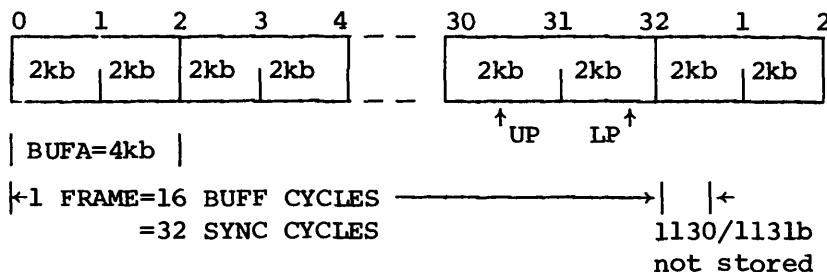 0 1 2 3 4 30 31 32 1 2
2kb 2kb 2kb 2kb 2kb 2kb 2kb 2kb
UP LP
BUFA=4kb
1 FRAME=16 BUFF CYCLES
=32 SYNC CYCLES 1130/1131b
not stored